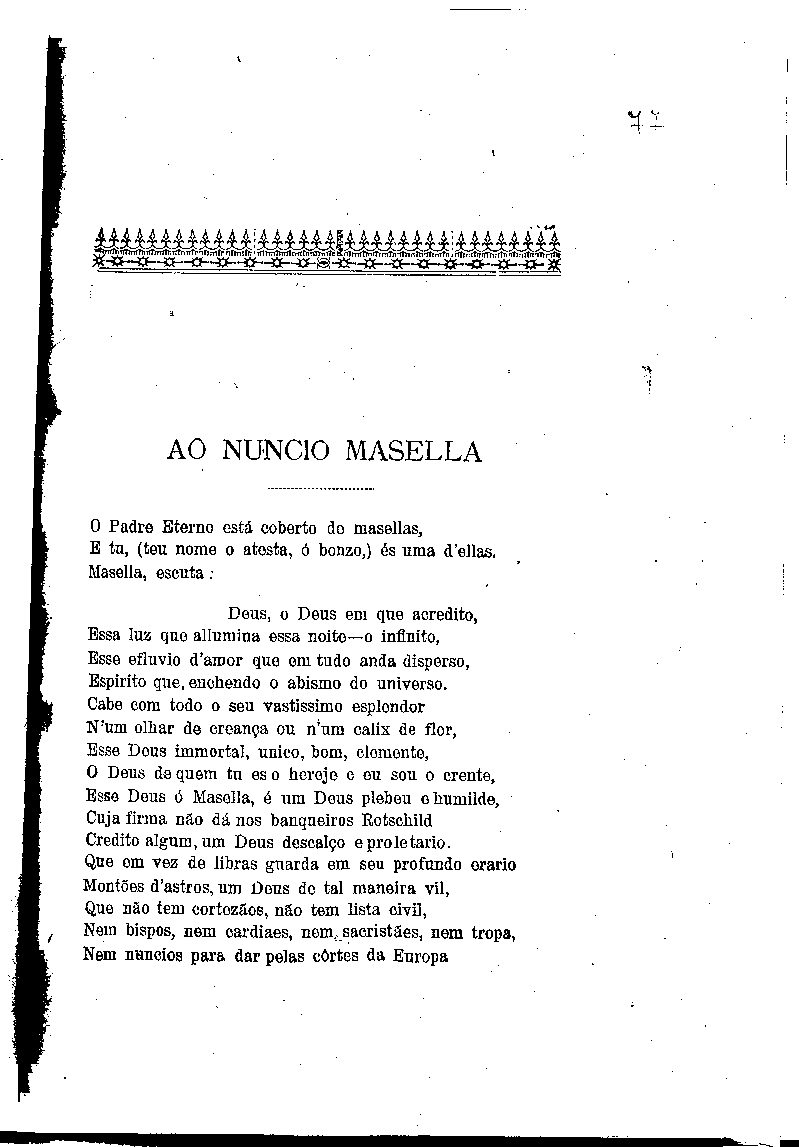 AO NUNCIO MASELLA
O Padre Eterno está coberto de masellas,
E tu, (teu nome o atesta, ó bonzo,) és uma d'ellas.
Masella, escuta:
Deus, o Deus em que acredito,
Essa luz que allumina essa noite—o infinito,
Esse efluvio d'amor que em tudo anda disperso,
Espirito que, enchendo o abismo do universo.
Cabe com todo o seu vastissimo esplendor
N'um olhar de creança ou n'um calix de flor,
Esse Deus immortal, unico, bom, clemente,
O Deus de quem tu es o hereje e eu sou o crente,
Esse Deus ó Masella, é um Deus plebeu e humilde,
Cuja firma não dá nos banqueiros Rotschild
Credito algum, um Deus descalço e proletario.
Que em vez de libras guarda em seu profundo erario
Montões d'astros, um Deus de tal maneira vil,
Que não tem cortezãos, não tem lista civil,
Nem bispos, nem cardiaes, nem sacristães, nem tropa,
Nem nuncios para dar pelas côrtes da Europa